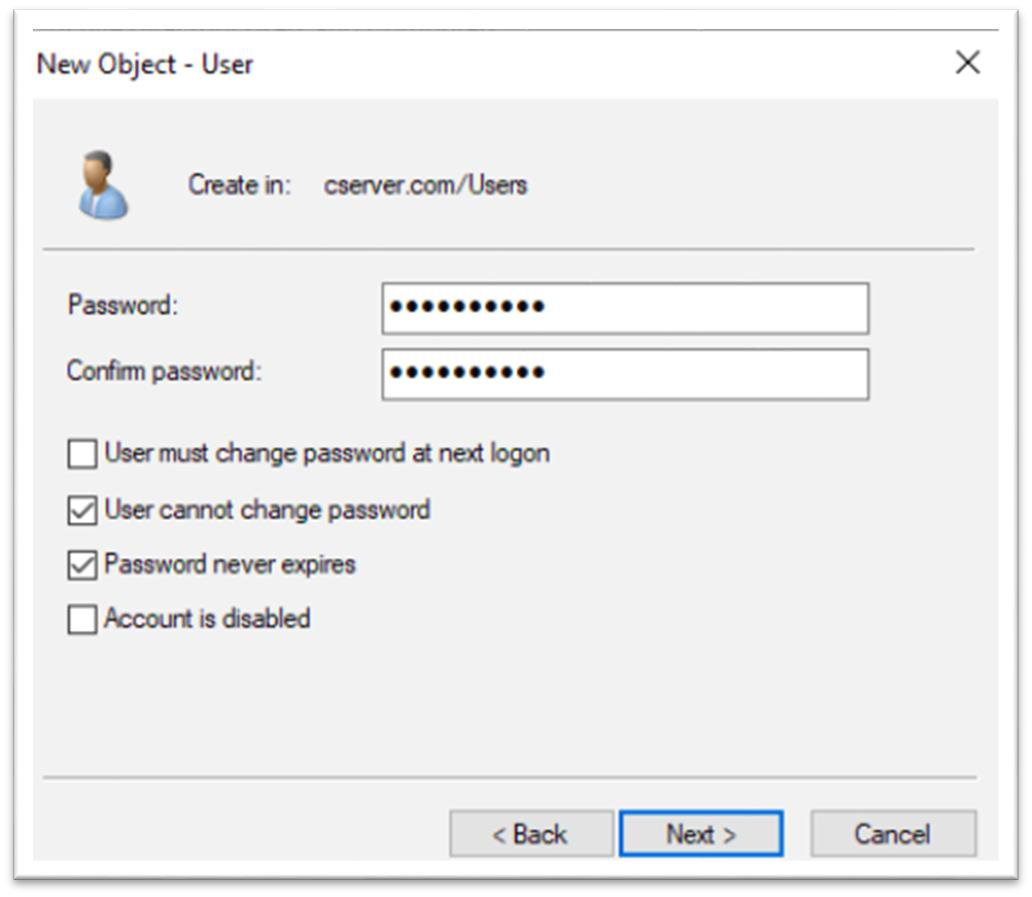 New Object - User
Create in: cserver.com/Users
Password: ●●●●●●●●●●
Confirm password: ●●●●●●●●●●
User must change password at next logon
User cannot change password
Password never expires
Account is disabled
< Back Next > Cancel